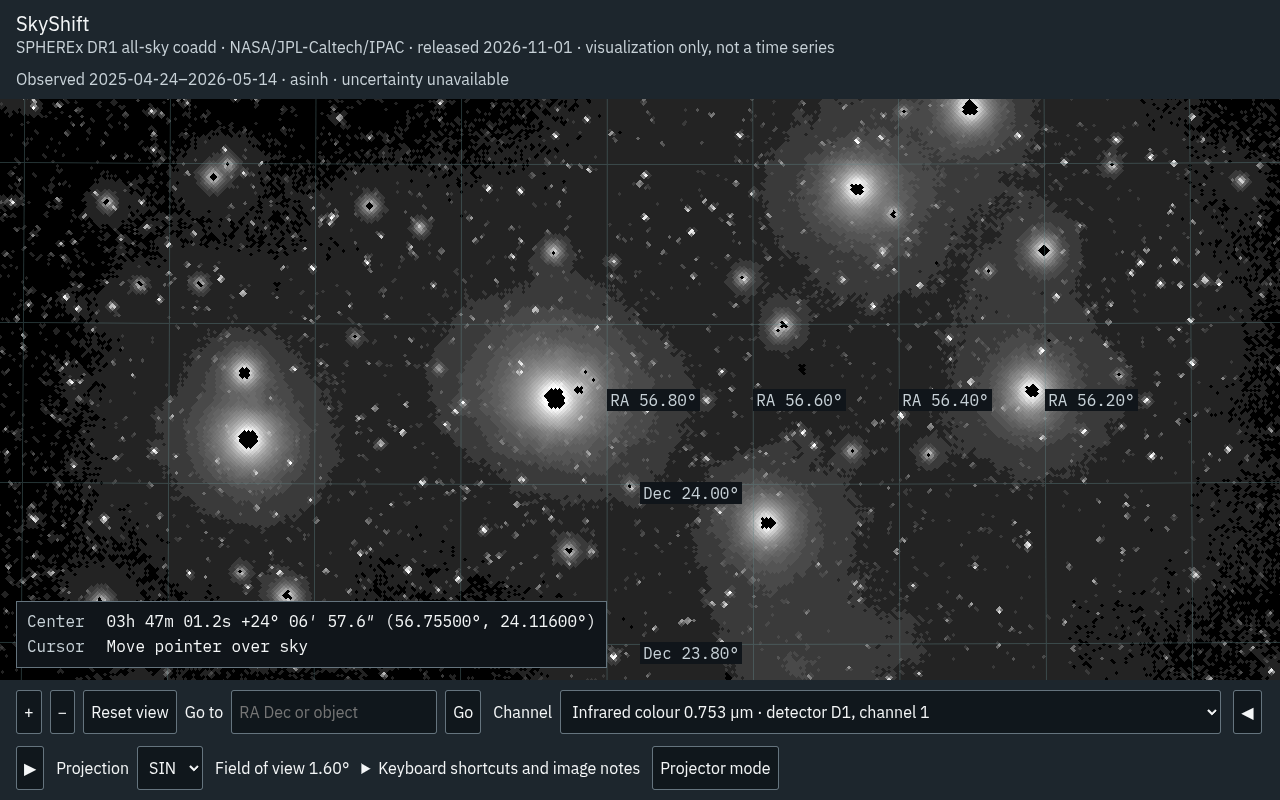 SkyShift
SPHEREx DR1 all-sky coadd · NASA/JPL-Caltech/IPAC · released 2026-11-01 · visualization only, not a time series
Observed 2025-04-24–2026-05-14 · asinh · uncertainty unavailable
RA 56.80°
RA 56.60°
RA 56.40°
RA 56.20°
Dec 24.00°
Dec 23.80°
Center 03h 47m 01.2s +24° 06′ 57.6″ (56.75500°, 24.11600°)
Cursor Move pointer over sky
+ − Reset view Go to RA Dec or object Go Channel Infrared colour 0.753 µm · detector D1, channel 1 ◀
▶ Projection SIN Field of view 1.60° ▶ Keyboard shortcuts and image notes Projector mode